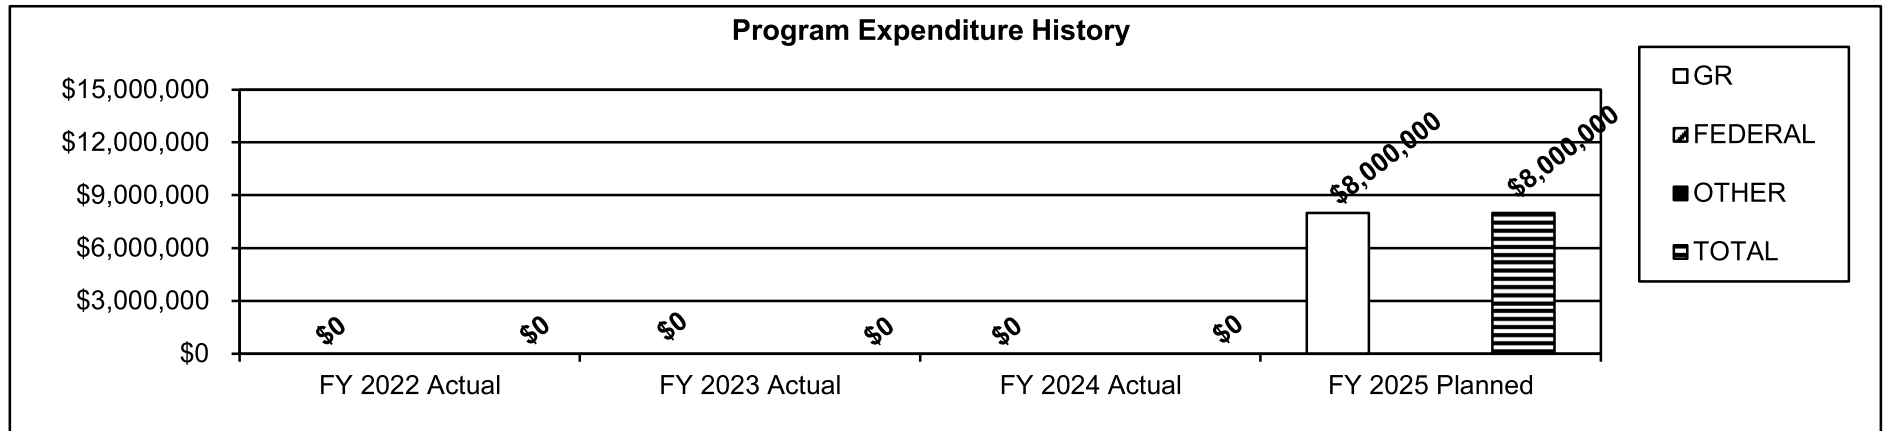 Program Expenditure History
$15,000,000
$12,000,000
$9,000,000
$6,000,000
$3,000,000
$0
$0
$0
$0
$0
$0
$0
$8,000,000
$8,000,000
FY 2022 Actual
FY 2023 Actual
FY 2024 Actual
FY 2025 Planned
GR
FEDERAL
OTHER
TOTAL